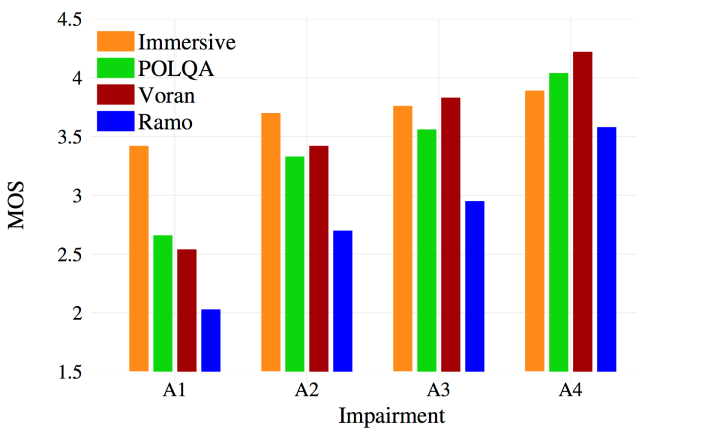 4.5
4
3.5
3
2.5
2
1.5
MOS
Immersive
POLQA
Voran
Ramo
A1 A2 A3 A4
Impairment